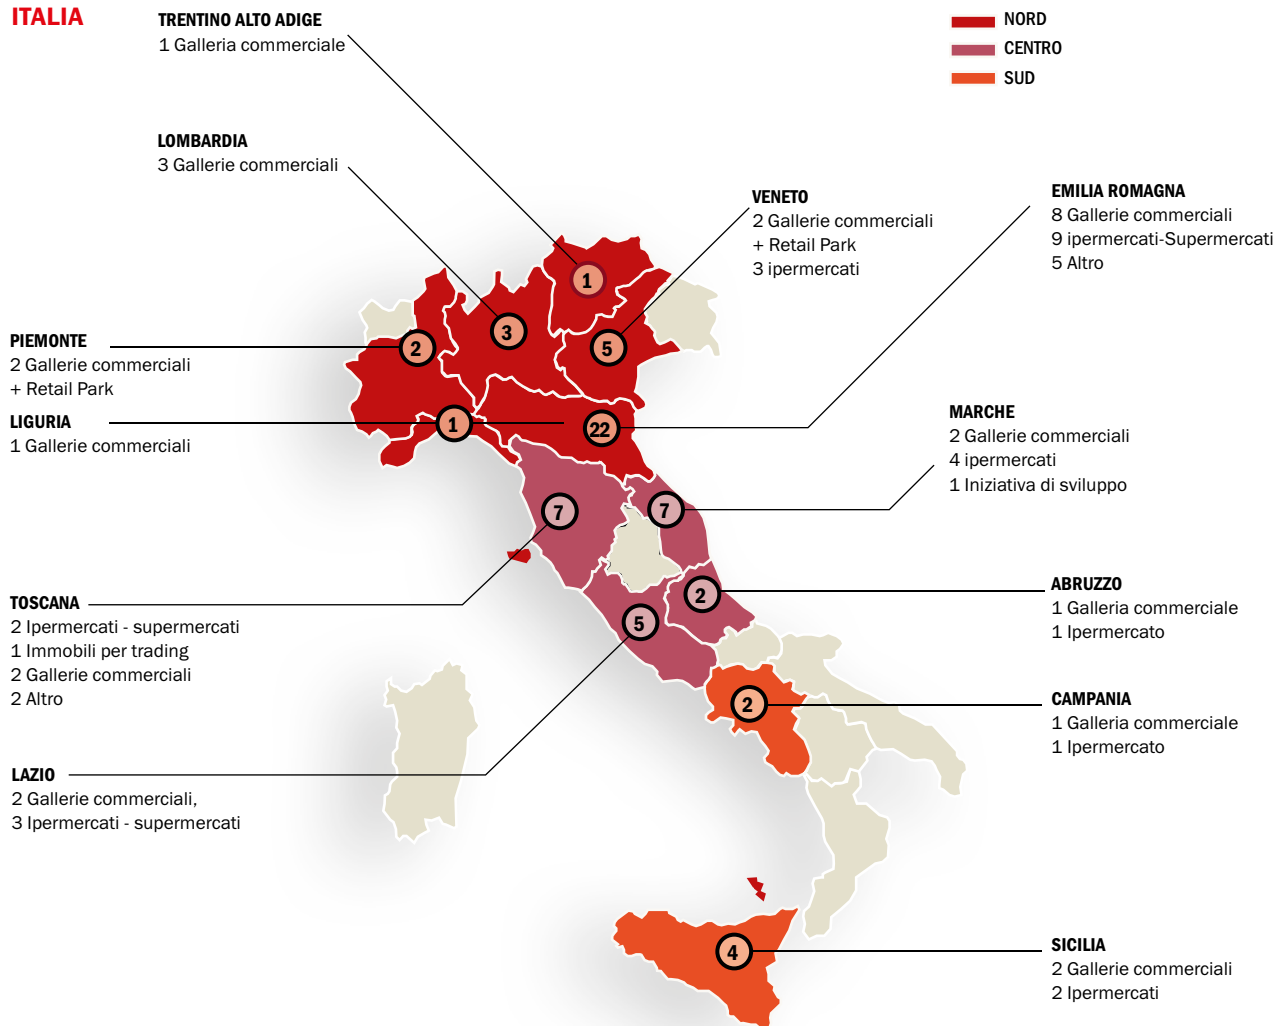 ITALIA
TRENTINO ALTO ADIGE
1 Galleria commerciale
NORD
CENTRO
SUD
LOMBARDIA
3 Gallerie commerciali
VENETO
2 Gallerie commerciali
+ Retail Park
3 ipermercati
EMILIA ROMAGNA
8 Gallerie commerciali
9 ipermercati-Supermercati
5 Altro
PIEMONTE
2 Gallerie commerciali
+ Retail Park
LIGURIA
1 Gallerie commerciali
MARCHE
2 Gallerie commerciali
4 ipermercati
1 Iniziativa di sviluppo
1
3
2
5
1
22
7
7
2
5
2
4
TOSCANA
2 Ipermercati - supermercati
1 Immobili per trading
2 Gallerie commerciali
2 Altro
ABRUZZO
1 Galleria commerciale
1 Ipermercato
CAMPANIA
1 Galleria commerciale
1 Ipermercato
LAZIO
2 Gallerie commerciali,
3 Ipermercati - supermercati
SICILIA
2 Gallerie commerciali
2 Ipermercati